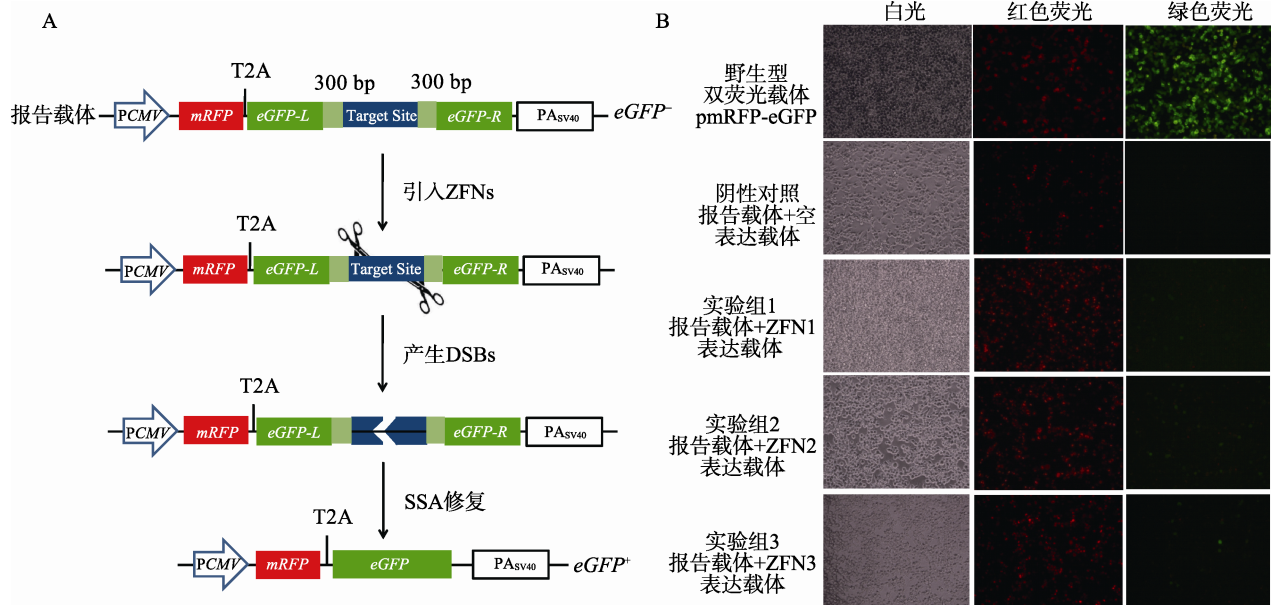 A
T2A
300 bp
300 bp
报告载体
PCMV
mRFP
eGFP-L
Target Site
eGFP-R
PASV40
eGFP⁻
引入ZFNs
T2A
PCMV
mRFP
eGFP-L
Target Site
eGFP-R
PASV40
产生DSBs
T2A
PCMV
mRFP
eGFP-L
eGFP-R
PASV40
SSA修复
T2A
PCMV
mRFP
eGFP
PASV40
eGFP⁺
B
白光
红色荧光
绿色荧光
野生型
双荧光载体
pmRFP-eGFP
阴性对照
报告载体+空
表达载体
实验组1
报告载体+ZFN1
表达载体
实验组2
报告载体+ZFN2
表达载体
实验组3
报告载体+ZFN3
表达载体